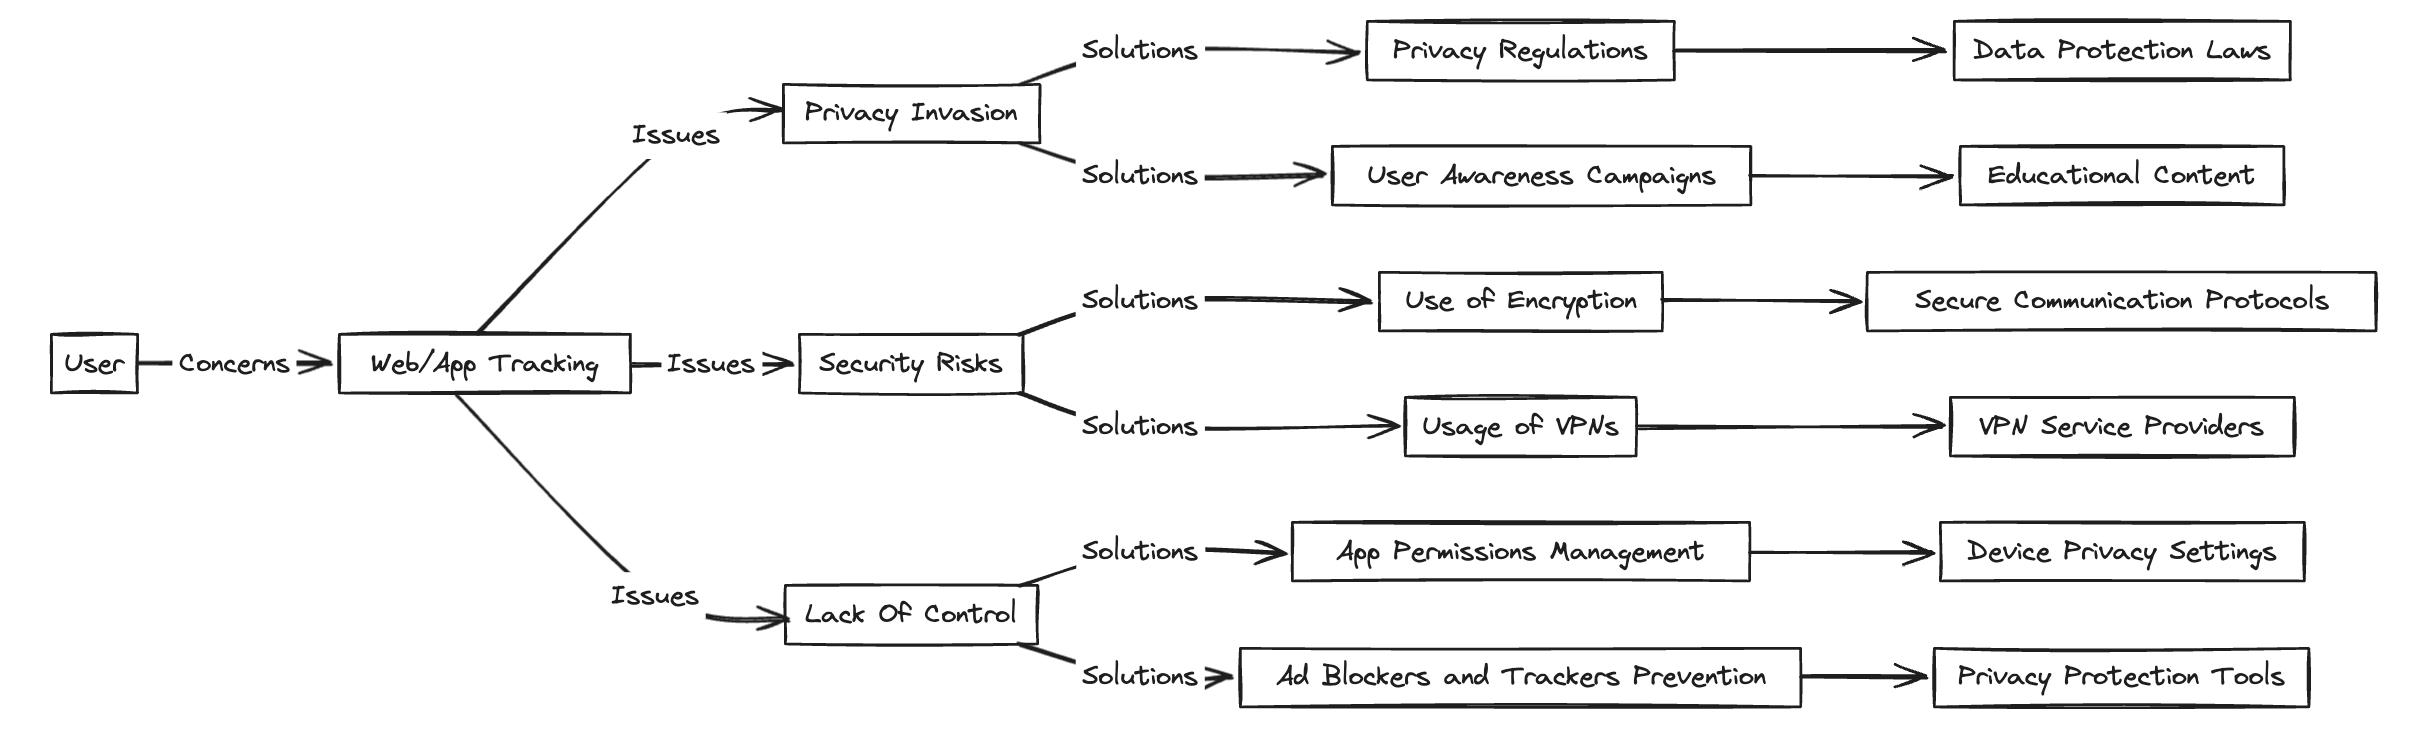 Solutions
Privacy Regulations
Data Protection Laws
Privacy Invasion
Issues
Solutions
User Awareness Campaigns
Educational Content
Solutions
Use of Encryption
Secure Communication Protocols
User
Concerns
Web/App Tracking
Issues
Security Risks
Solutions
Usage of VPNs
VPN Service Providers
Solutions
App Permissions Management
Device Privacy Settings
Issues
Lack Of Control
Solutions
Ad Blockers and Trackers Prevention
Privacy Protection Tools